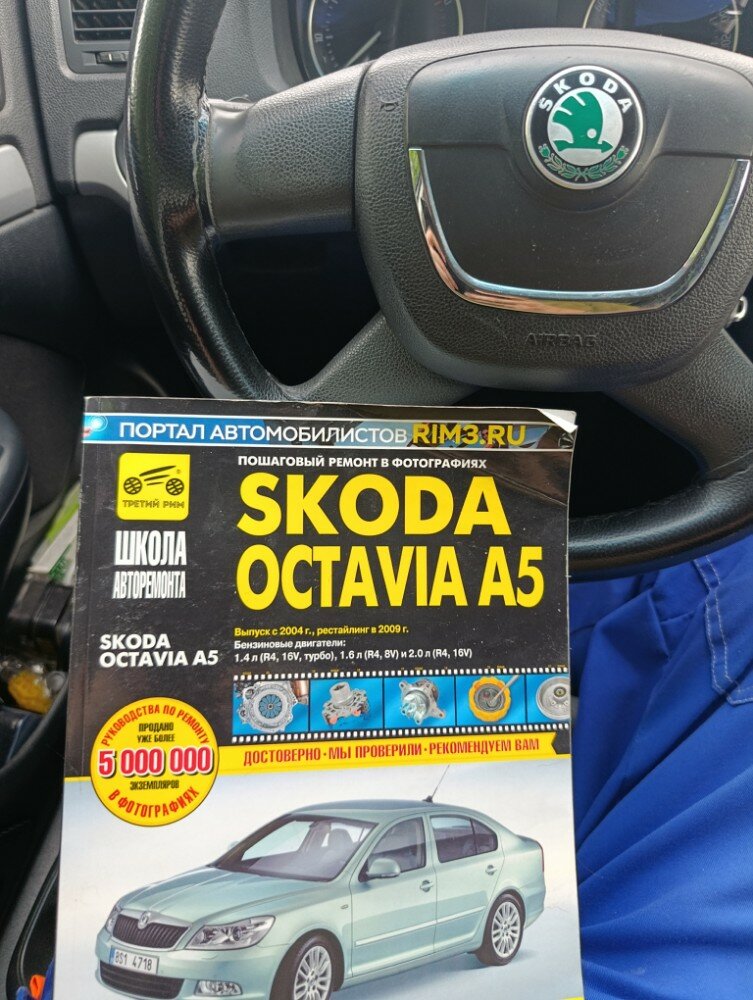 SKODA
AIRBAG
ПОРТАЛ АВТОМОБИЛИСТОВ RIM3.RU
ПОШАГОВЫЙ РЕМОНТ В ФОТОГРАФИЯХ
ТРЕТИЙ РИМ
SKODA
OCTAVIA A5
ШКОЛА
АВТОРЕМОНТА
SKODA
OCTAVIA A5
Выпуск с 2004 г., рестайлинг в 2009 г.
Бензиновые двигатели:
1.4 л (R4, 16V, турбо), 1.6 л (R4, 8V) и 2.0 л (R4, 16V)
РУКОВОДСТВА ПО РЕМОНТУ
ПРОДАНО
УЖЕ БОЛЕЕ
5 000 000
ЭКЗЕМПЛЯРОВ
В ФОТОГРАФИЯХ
ДОСТОВЕРНО · МЫ ПРОВЕРИЛИ · РЕКОМЕНДУЕМ ВАМ
8S1 4718